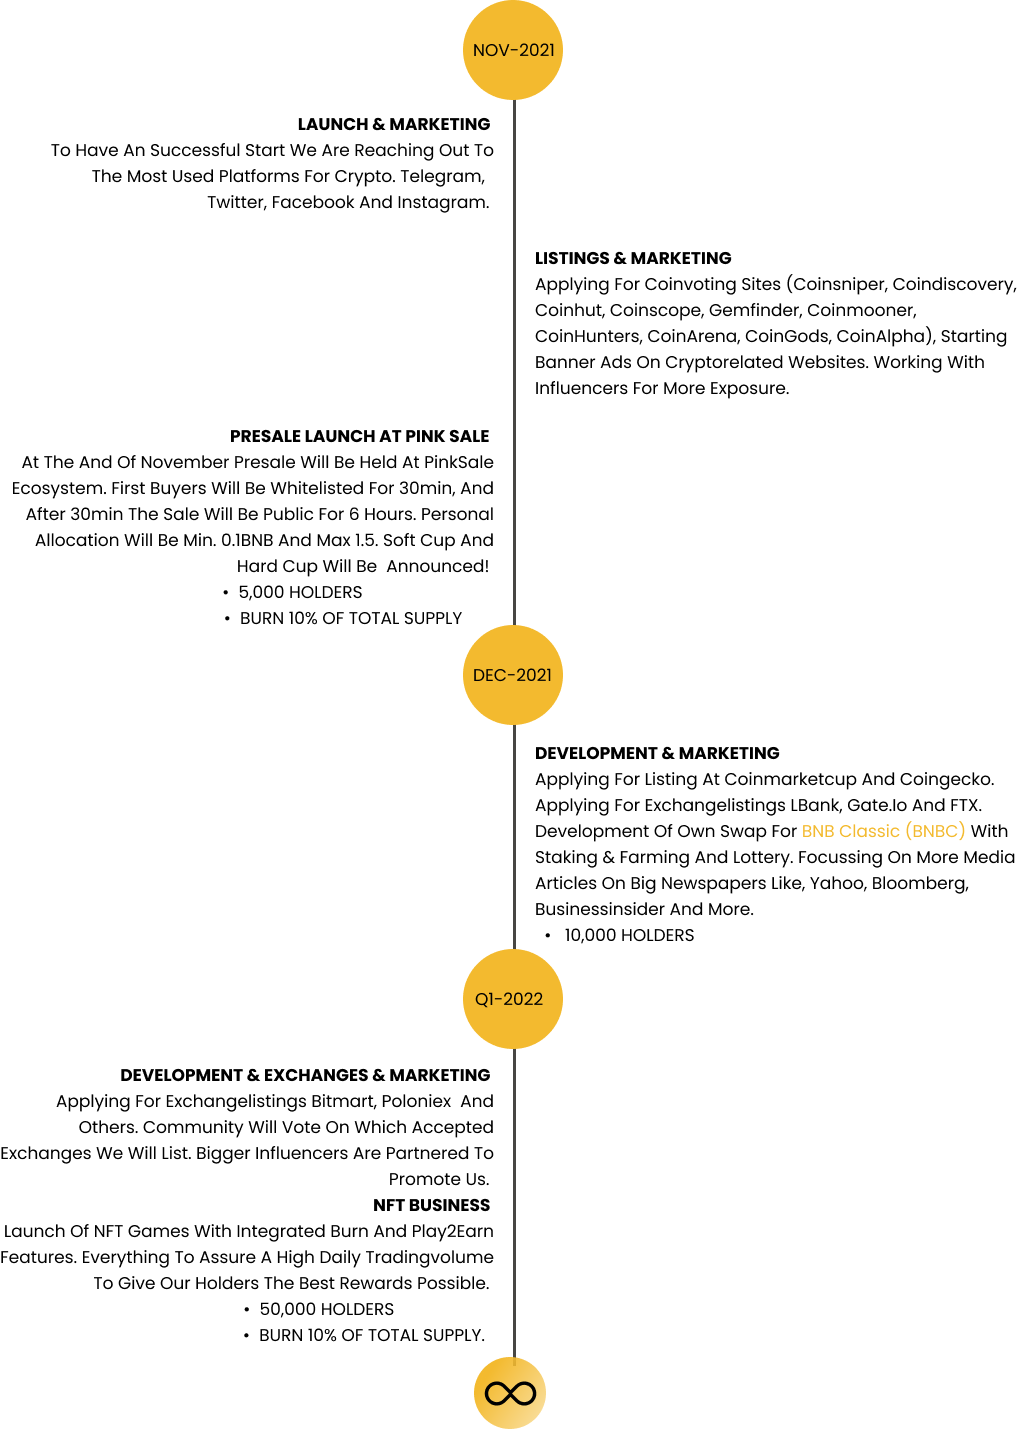 NOV-2021
LAUNCH & MARKETING
To Have An Successful Start We Are Reaching Out To
The Most Used Platforms For Crypto. Telegram,
Twitter, Facebook And Instagram.
LISTINGS & MARKETING
Applying For Coinvoting Sites (Coinsniper, Coindiscovery,
Coinhut, Coinscope, Gemfinder, Coinmooner,
CoinHunters, CoinArena, CoinGods, CoinAlpha), Starting
Banner Ads On Cryptorelated Websites. Working With
Influencers For More Exposure.
PRESALE LAUNCH AT PINK SALE
At The And Of November Presale Will Be Held At PinkSale
Ecosystem. First Buyers Will Be Whitelisted For 30min, And
After 30min The Sale Will Be Public For 6 Hours. Personal
Allocation Will Be Min. 0.1BNB And Max 1.5. Soft Cup And
Hard Cup Will Be  Announced!
• 5,000 HOLDERS
• BURN 10% OF TOTAL SUPPLY
DEC-2021
DEVELOPMENT & MARKETING
Applying For Listing At Coinmarketcup And Coingecko.
Applying For Exchangelistings LBank, Gate.Io And FTX.
Development Of Own Swap For BNB Classic (BNBC) With
Staking & Farming And Lottery. Focussing On More Media
Articles On Big Newspapers Like, Yahoo, Bloomberg,
Businessinsider And More.
• 10,000 HOLDERS
Q1-2022
DEVELOPMENT & EXCHANGES & MARKETING
Applying For Exchangelistings Bitmart, Poloniex  And
Others. Community Will Vote On Which Accepted
Exchanges We Will List. Bigger Influencers Are Partnered To
Promote Us.
NFT BUSINESS
Launch Of NFT Games With Integrated Burn And Play2Earn
Features. Everything To Assure A High Daily Tradingvolume
To Give Our Holders The Best Rewards Possible.
• 50,000 HOLDERS
• BURN 10% OF TOTAL SUPPLY.
∞